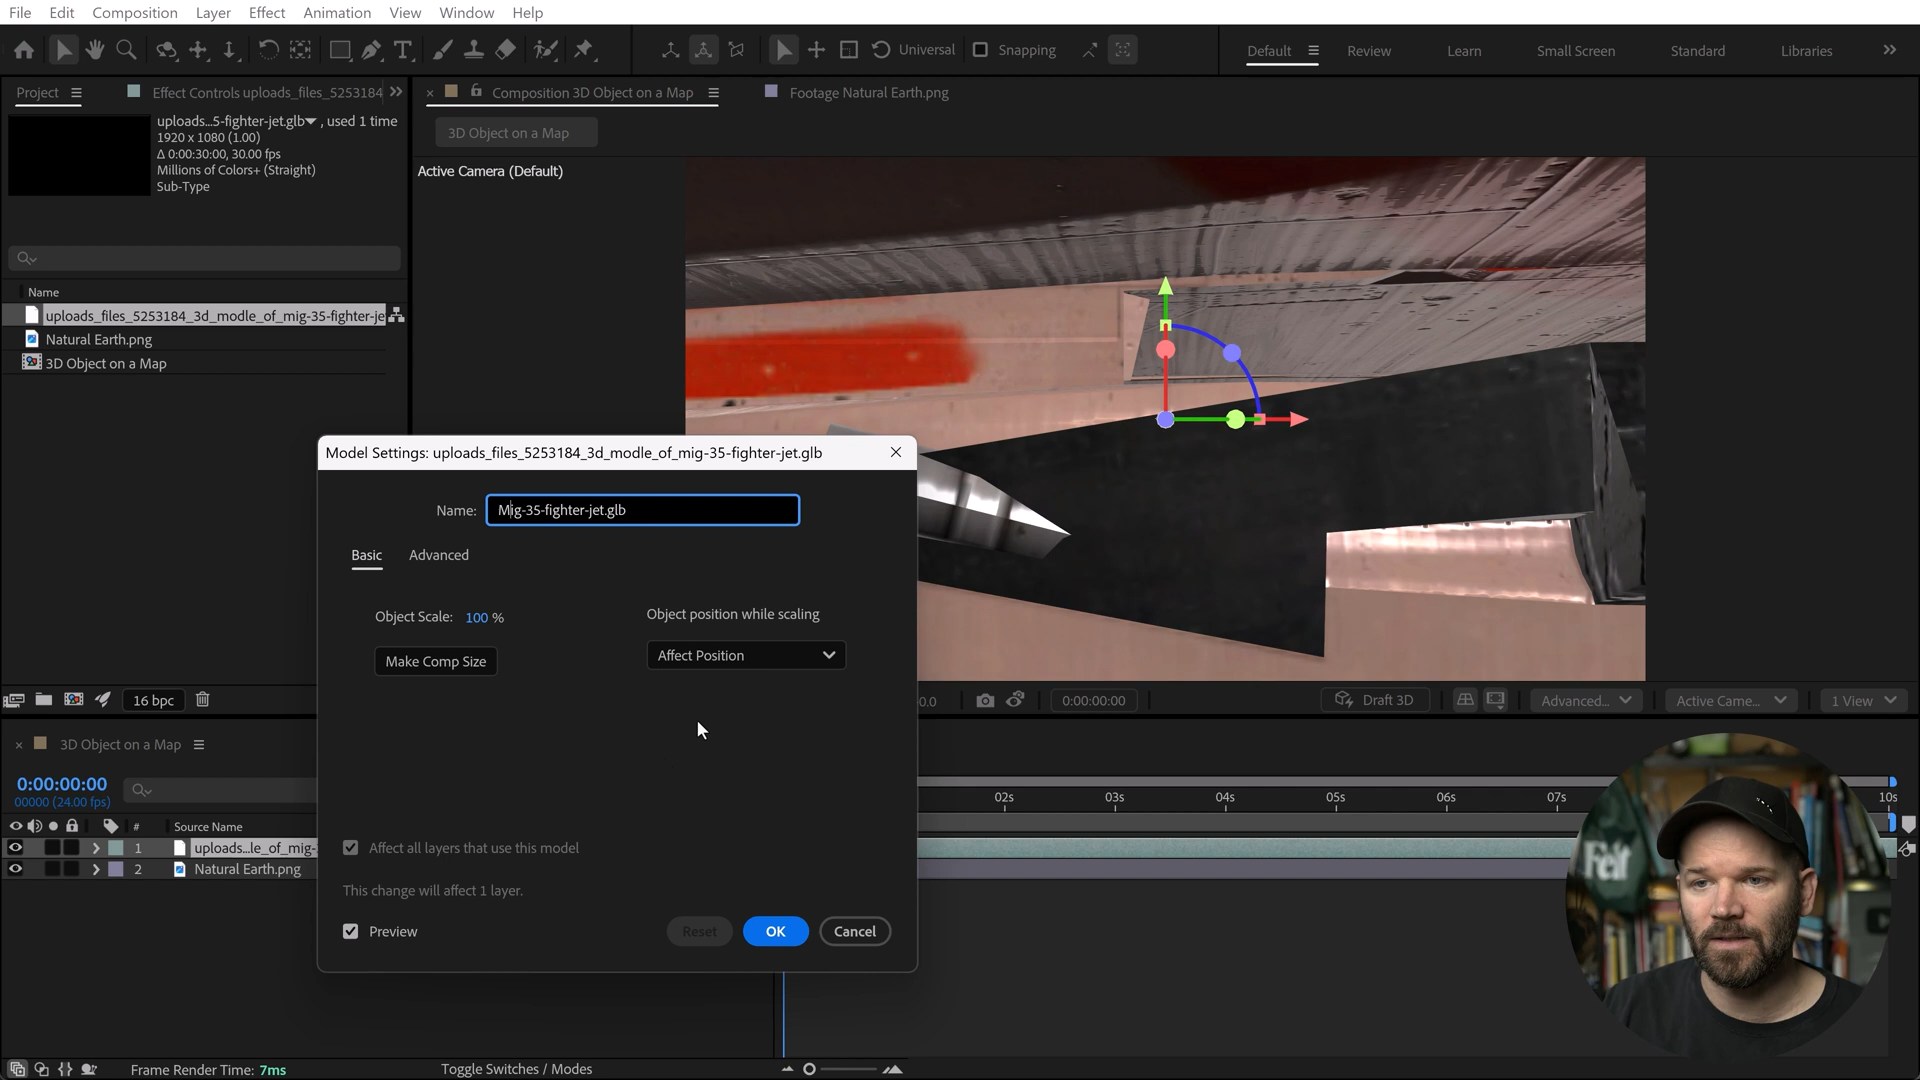 File Edit Composition Layer Effect Animation View Window Help
Universal Snapping Default Review Learn Small Screen Standard Libraries
Project Effect Controls uploads_files_5253184 Composition 3D Object on a Map Footage Natural Earth.png
uploads...5-fighter-jet.glb , used 1 time
1920 x 1080 (1.00)
Δ 0:00:30:00, 30.00 fps
Millions of Colors+ (Straight)
Sub-Type
3D Object on a Map
Active Camera (Default)
Name
uploads_files_5253184_3d_modle_of_mig-35-fighter-je
Natural Earth.png
3D Object on a Map
Model Settings: uploads_files_5253184_3d_modle_of_mig-35-fighter-jet.glb
Name: Mig-35-fighter-jet.glb
Basic Advanced
Object Scale: 100 %
Object position while scaling
Make Comp Size
Affect Position
Affect all layers that use this model
This change will affect 1 layer.
Preview Reset OK Cancel
16 bpc
0.0 0:00:00:00 Draft 3D Advanced... Active Came... 1 View
3D Object on a Map
0:00:00:00
00000 (24.00 fps)
02s 03s 04s 05s 06s 07s 10s
# Source Name
1 uploads...le_of_mig-
2 Natural Earth.png
Felt
Frame Render Time: 7ms Toggle Switches / Modes